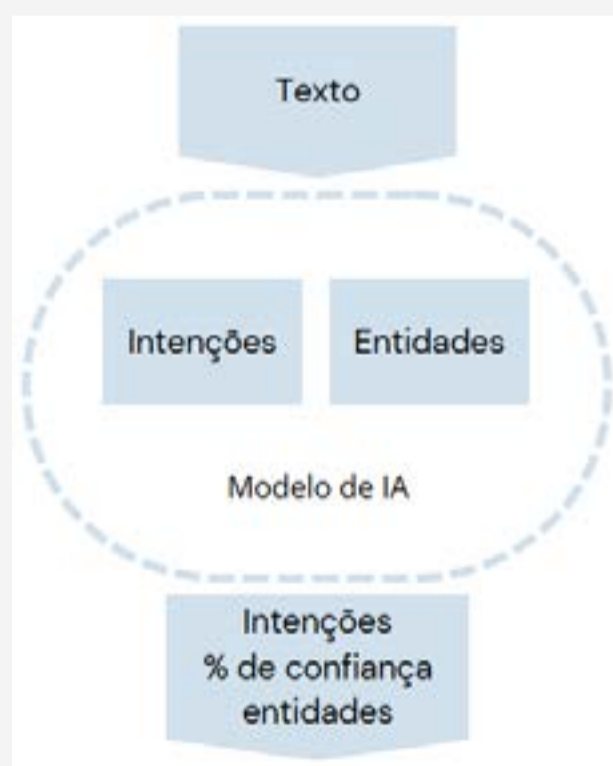 Texto
Intenções
Entidades
Modelo de IA
Intenções
% de confiança
entidades